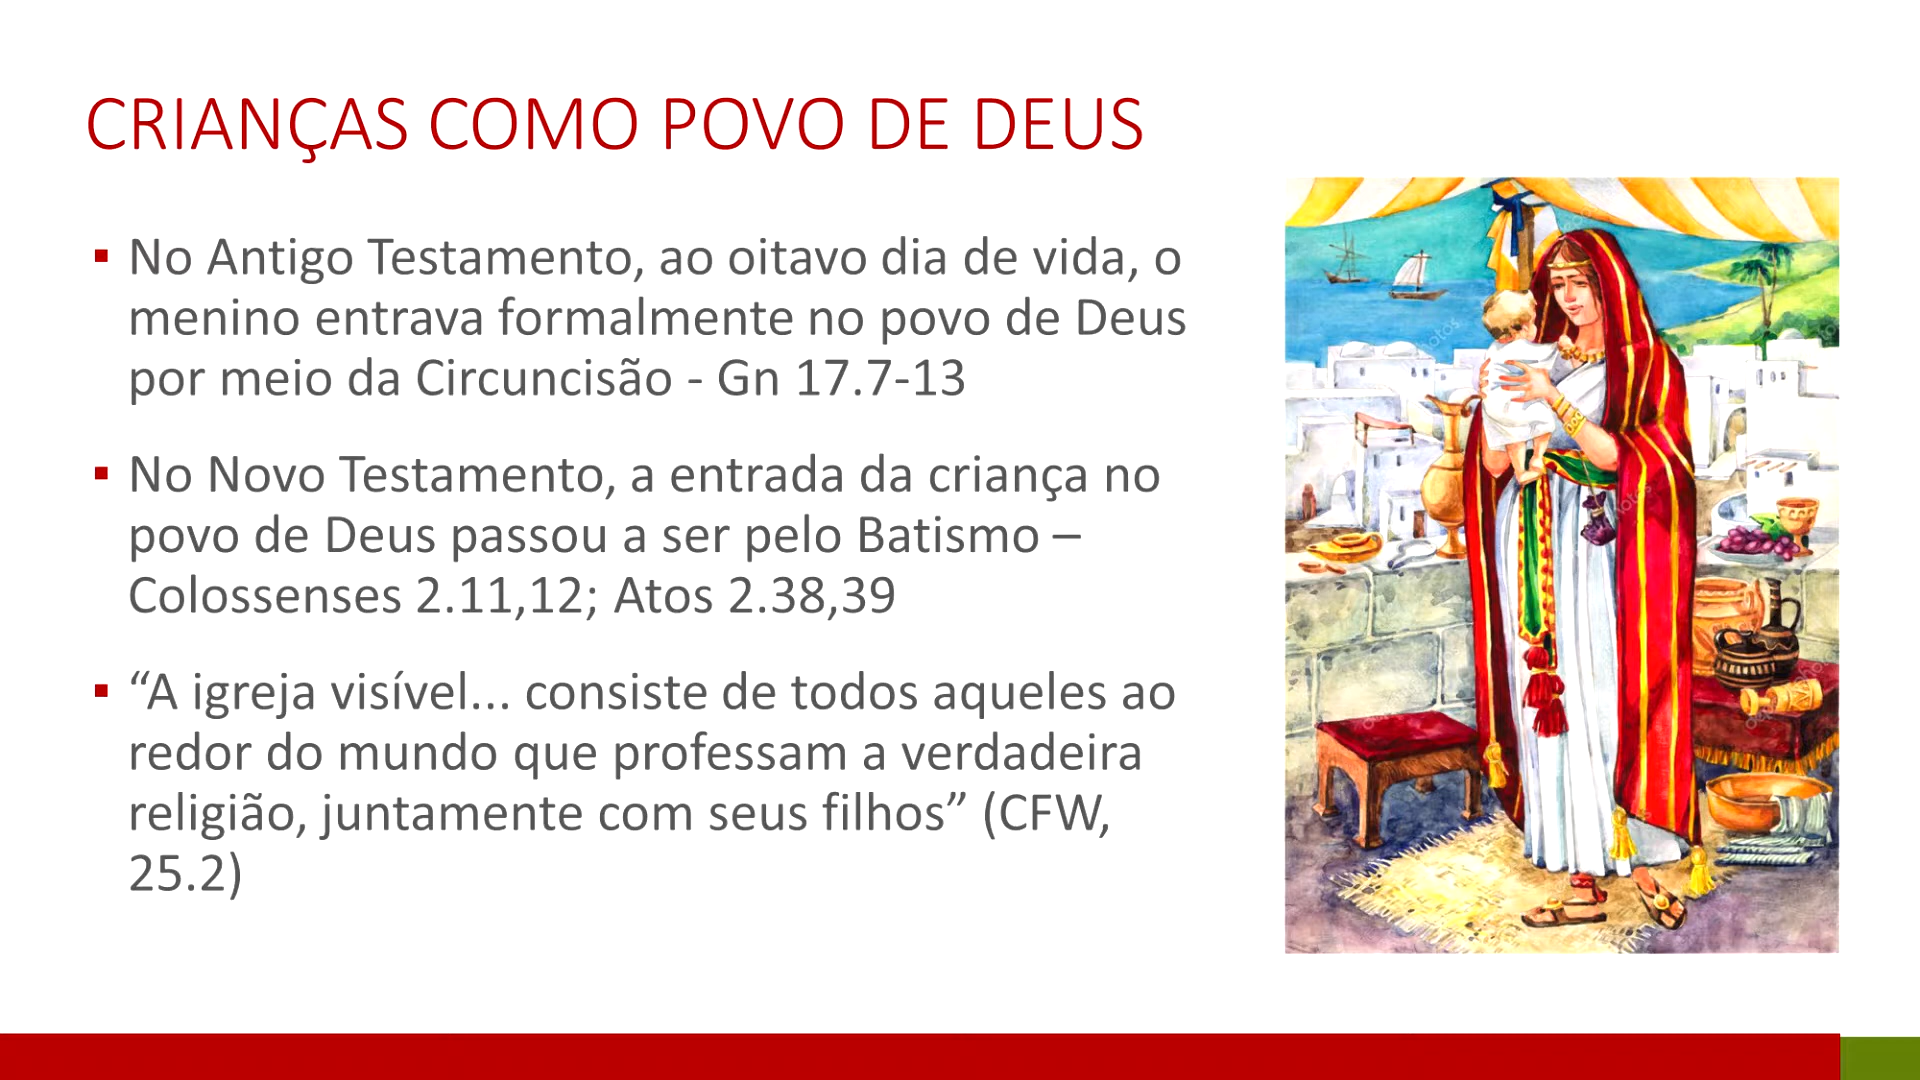 CRIANÇAS COMO POVO DE DEUS
▪ No Antigo Testamento, ao oitavo dia de vida, o
menino entrava formalmente no povo de Deus
por meio da Circuncisão - Gn 17.7-13
▪ No Novo Testamento, a entrada da criança no
povo de Deus passou a ser pelo Batismo –
Colossenses 2.11,12; Atos 2.38,39
▪ “A igreja visível... consiste de todos aqueles ao
redor do mundo que professam a verdadeira
religião, juntamente com seus filhos” (CFW,
25.2)